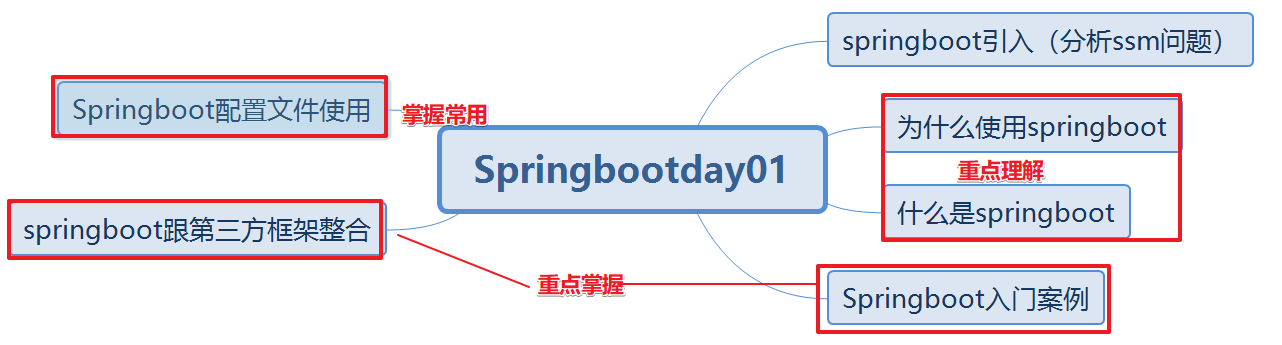 springboot引入（分析ssm问题）
Springboot配置文件使用
掌握常用
为什么使用springboot
Springbootday01
重点理解
什么是springboot
springboot跟第三方框架整合
重点掌握
Springboot入门案例